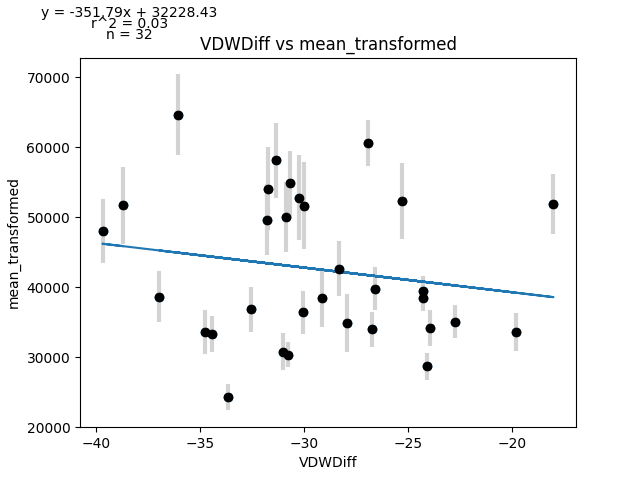 y = -351.79x + 32228.43
r^2 = 0.03
n = 32
VDWDiff vs mean_transformed
70000
60000
50000
40000
30000
20000
mean_transformed
−40
−35
−30
−25
−20
VDWDiff